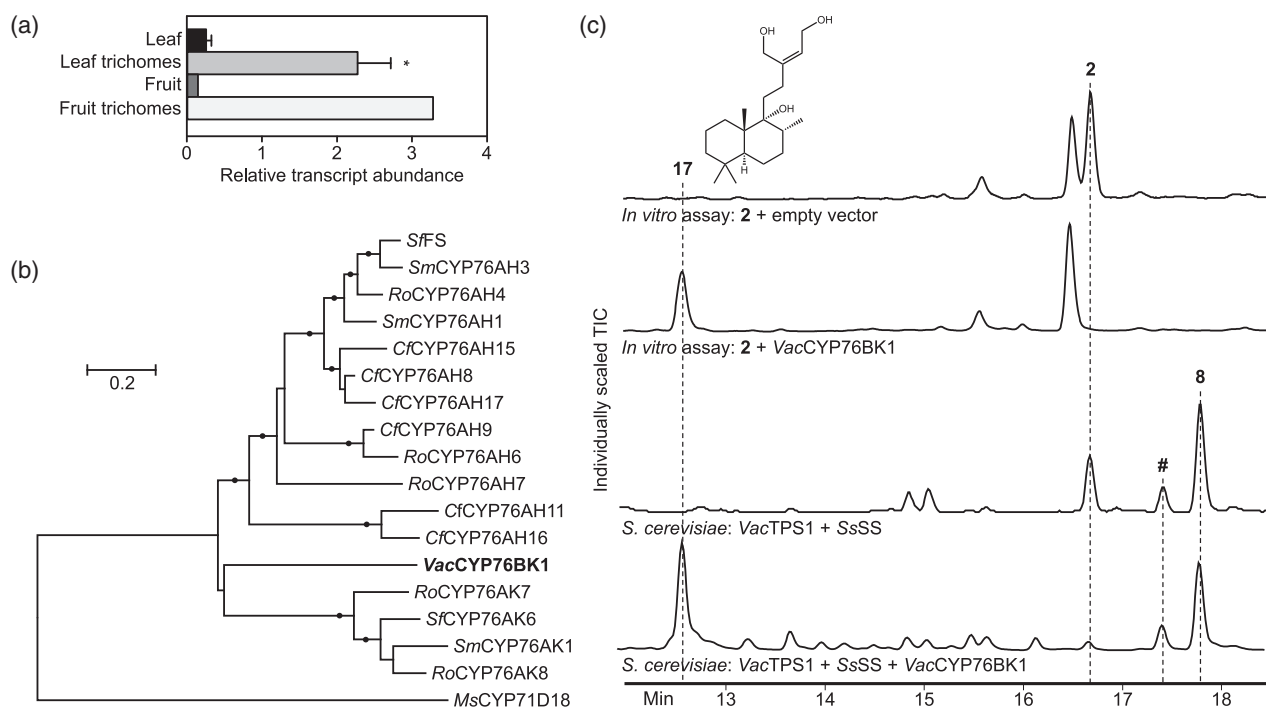 (a)
Leaf
Leaf trichomes
Fruit
Fruit trichomes
*
0 1 2 3 4
Relative transcript abundance
(b)
0.2
SfFS
SmCYP76AH3
RoCYP76AH4
SmCYP76AH1
CfCYP76AH15
CfCYP76AH8
CfCYP76AH17
CfCYP76AH9
RoCYP76AH6
RoCYP76AH7
CfCYP76AH11
CfCYP76AH16
VacCYP76BK1
RoCYP76AK7
SfCYP76AK6
SmCYP76AK1
RoCYP76AK8
MsCYP71D18
(c)
OH
OH
OH
H
17
2
In vitro assay: 2 + empty vector
In vitro assay: 2 + VacCYP76BK1
8
#
S. cerevisiae: VacTPS1 + SsSS
S. cerevisiae: VacTPS1 + SsSS + VacCYP76BK1
Individually scaled TIC
Min 13 14 15 16 17 18